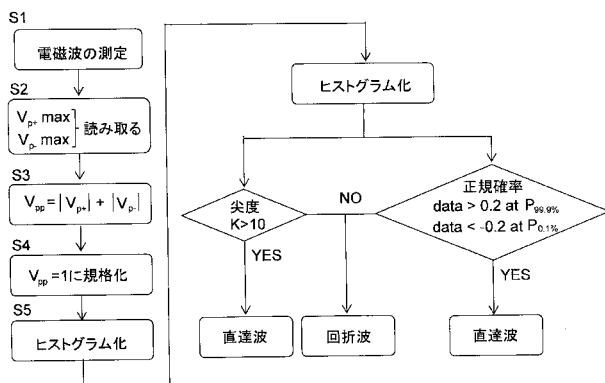 S1
電磁波の測定
S2
Vp+ max
Vp- max
読み取る
S3
Vpp = |Vp+| + |Vp-|
S4
Vpp =1に規格化
S5
ヒストグラム化
ヒストグラム化
尖度
K>10
NO
正規確率
data > 0.2 at P99.9%
data < -0.2 at P0.1%
YES
YES
直達波
回折波
直達波